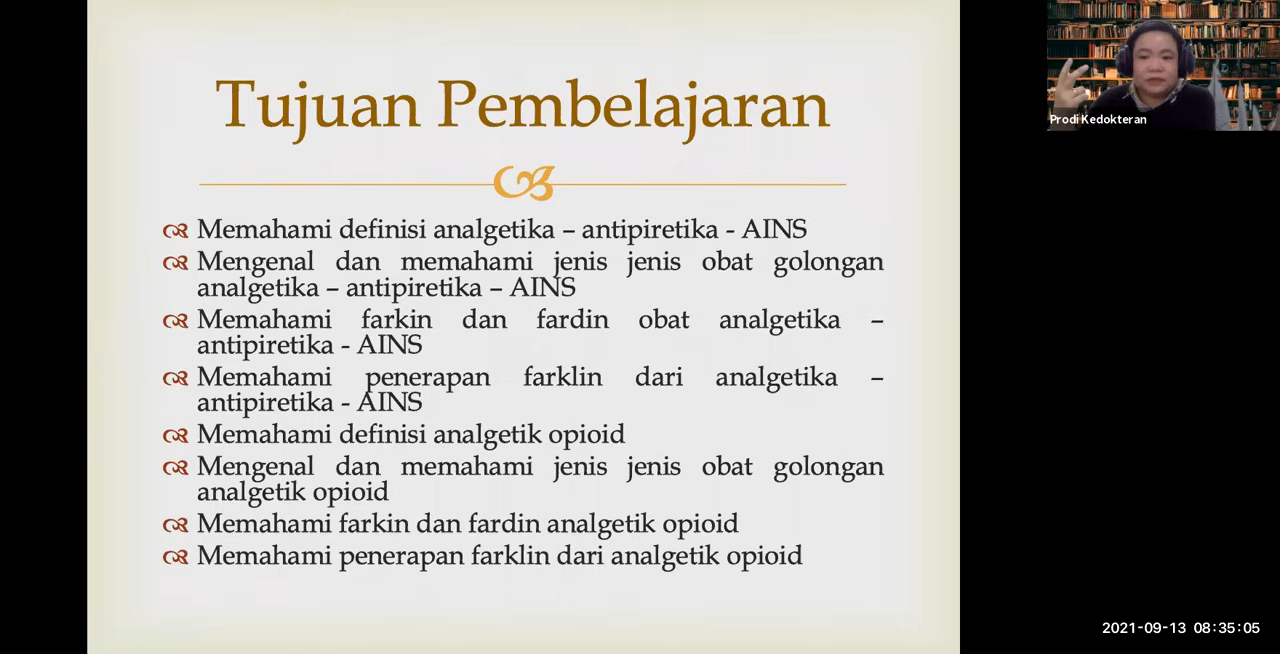 Tujuan Pembelajaran
Memahami definisi analgetika – antipiretika - AINS
Mengenal dan memahami jenis jenis obat golongan
analgetika – antipiretika – AINS
Memahami farkin dan fardin obat analgetika –
antipiretika - AINS
Memahami penerapan farklin dari analgetika –
antipiretika - AINS
Memahami definisi analgetik opioid
Mengenal dan memahami jenis jenis obat golongan
analgetik opioid
Memahami farkin dan fardin analgetik opioid
Memahami penerapan farklin dari analgetik opioid
Prodi Kedokteran
2021-09-13 08:35:05